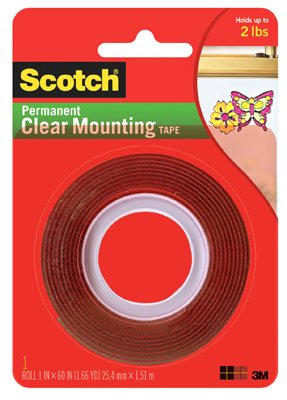 Holds up to
2 lbs
Scotch
Permanent
Clear Mounting TAPE
1
ROLL 1 IN X 60 IN (1.66 YD) 25,4 mm X 1,51 m
3M